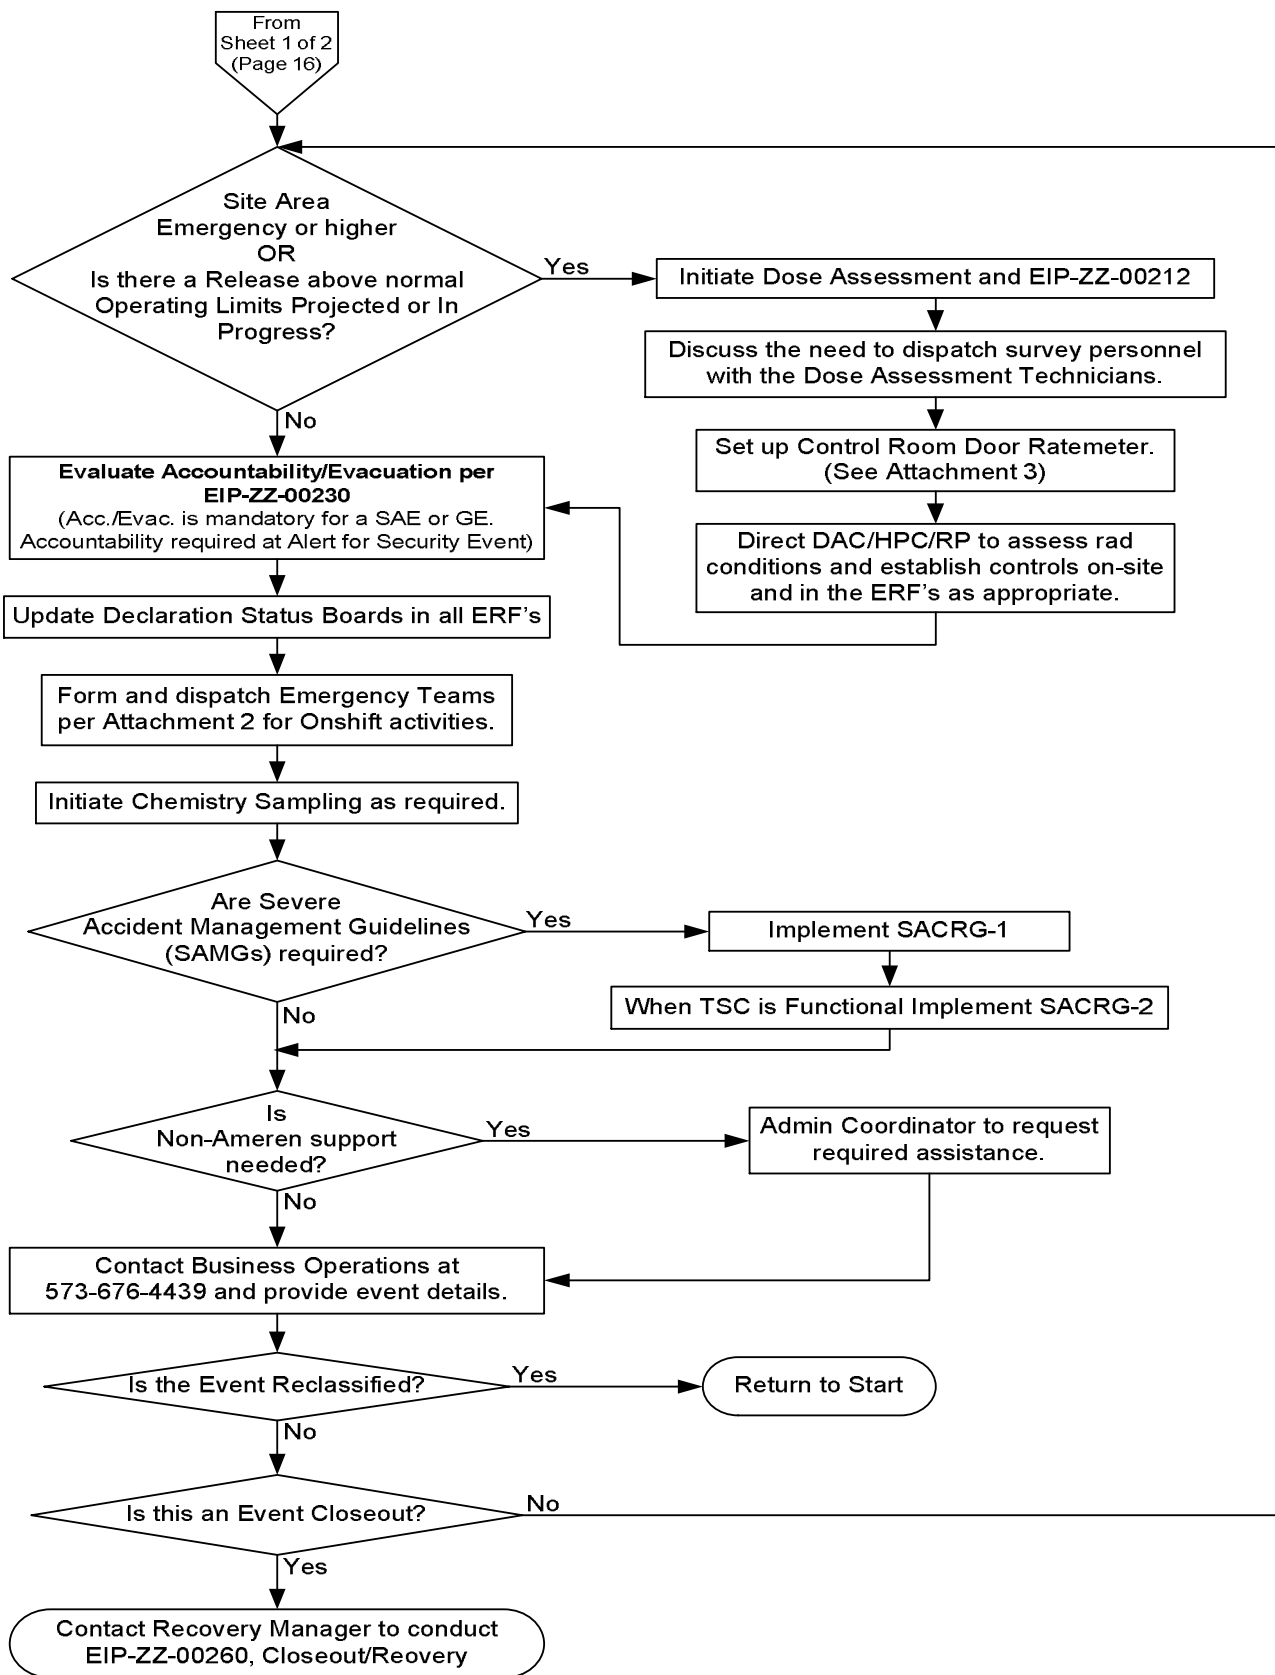 From
Sheet 1 of 2
(Page 16)
Site Area
Emergency or higher
OR
Is there a Release above normal
Operating Limits Projected or In
Progress?
Yes
Initiate Dose Assessment and EIP-ZZ-00212
Discuss the need to dispatch survey personnel
with the Dose Assessment Technicians.
Set up Control Room Door Ratemeter.
(See Attachment 3)
Direct DAC/HPC/RP to assess rad
conditions and establish controls on-site
and in the ERF's as appropriate.
No
Evaluate Accountability/Evacuation per
EIP-ZZ-00230
(Acc./Evac. is mandatory for a SAE or GE.
Accountability required at Alert for Security Event)
Update Declaration Status Boards in all ERF's
Form and dispatch Emergency Teams
per Attachment 2 for Onshift activities.
Initiate Chemistry Sampling as required.
Are Severe
Accident Management Guidelines
(SAMGs) required?
Yes
Implement SACRG-1
When TSC is Functional Implement SACRG-2
No
Is
Non-Ameren support
needed?
Yes
Admin Coordinator to request
required assistance.
No
Contact Business Operations at
573-676-4439 and provide event details.
Is the Event Reclassified?
Yes
Return to Start
No
Is this an Event Closeout?
No
Yes
Contact Recovery Manager to conduct
EIP-ZZ-00260, Closeout/Reovery